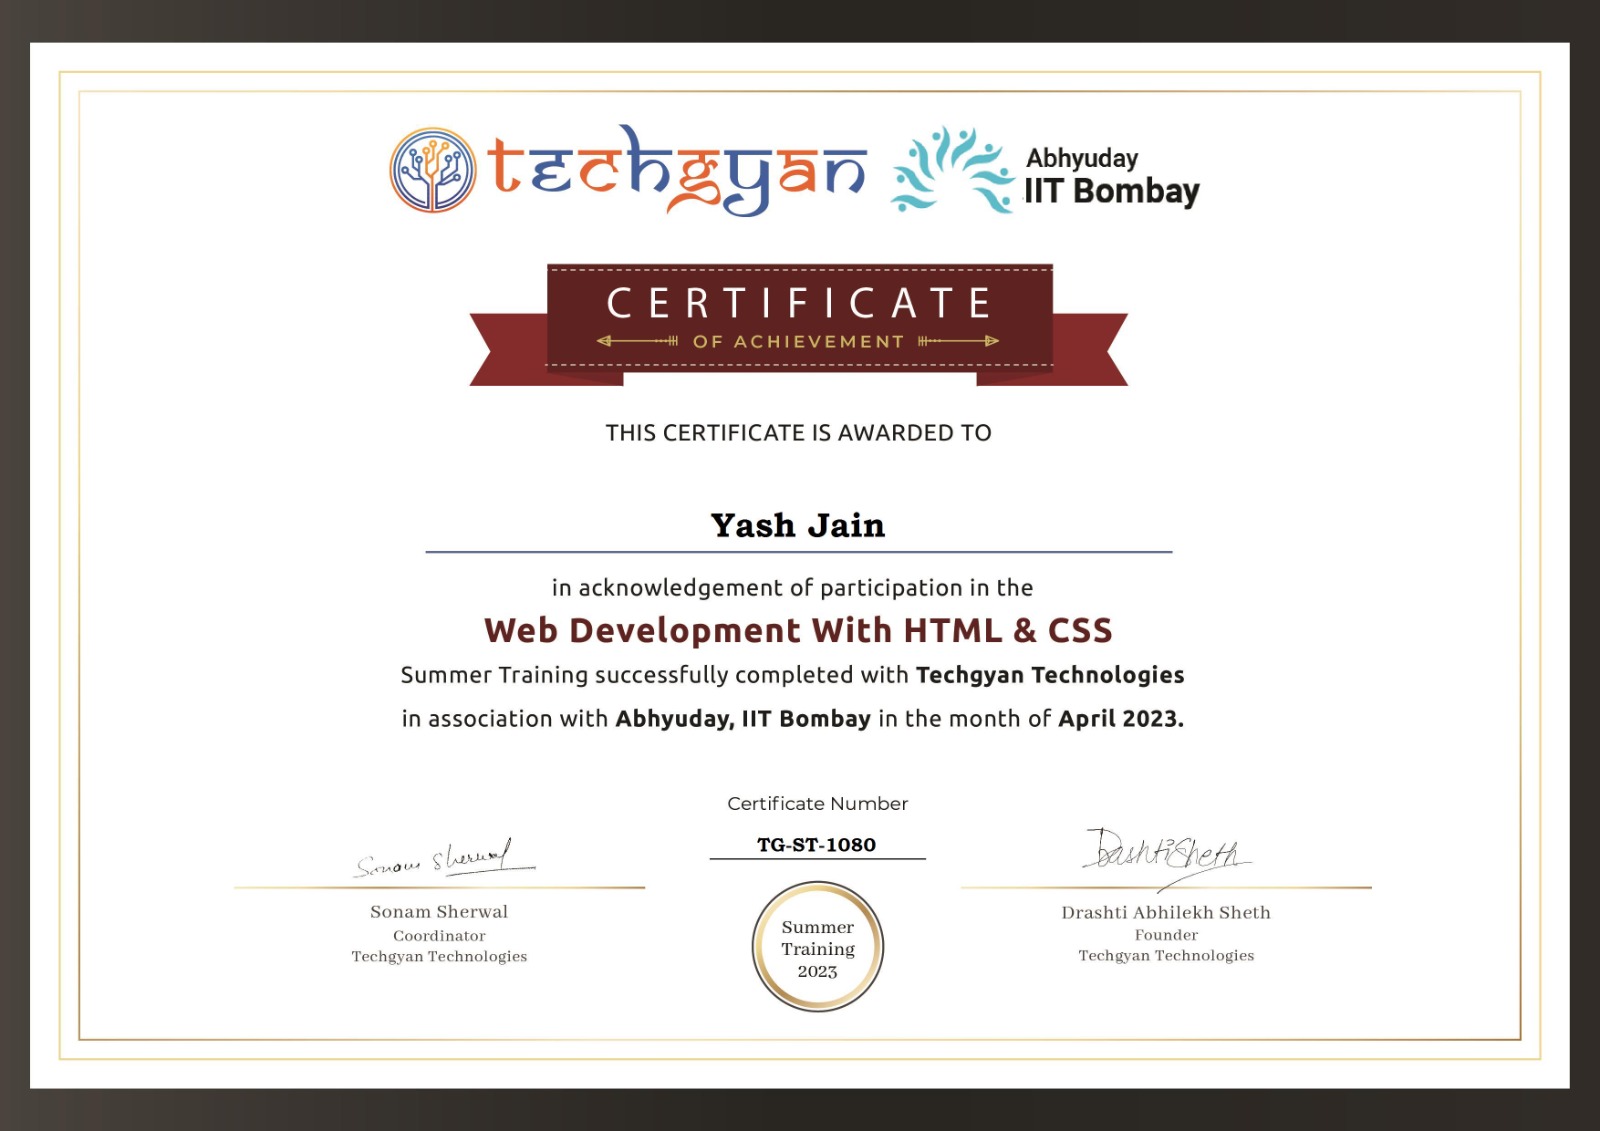 techgyan
Abhyuday
IIT Bombay
CERTIFICATE
OF ACHIEVEMENT
THIS CERTIFICATE IS AWARDED TO
Yash Jain
in acknowledgement of participation in the
Web Development With HTML & CSS
Summer Training successfully completed with Techgyan Technologies
in association with Abhyuday, IIT Bombay in the month of April 2023.
Certificate Number
TG-ST-1080
Sonam Sherwal
Sonam Sherwal
Coordinator
Techgyan Technologies
Summer
Training
2023
Drashti Sheth
Drashti Abhilekh Sheth
Founder
Techgyan Technologies